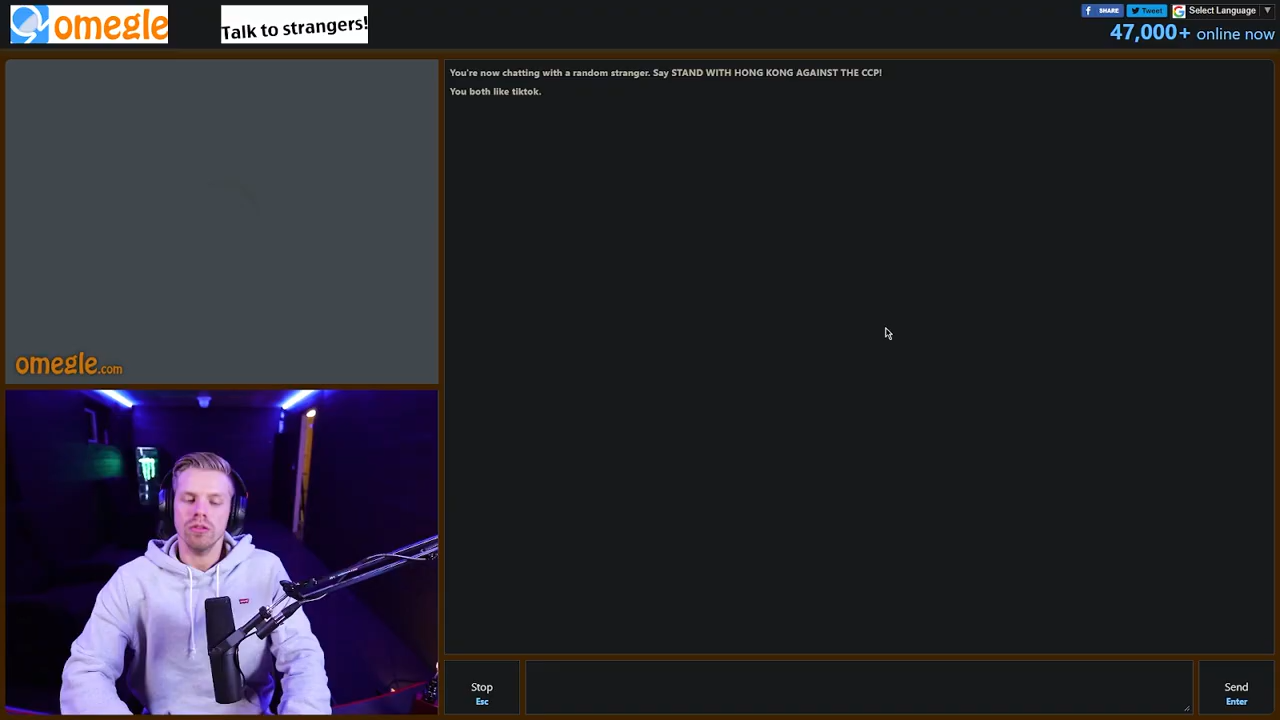 omegle
Talk to strangers!
f SHARE
Tweet
G Select Language ▼
47,000+ online now
You're now chatting with a random stranger. Say STAND WITH HONG KONG AGAINST THE CCP!
You both like tiktok.
omegle.com
Stop
Esc
Send
Enter